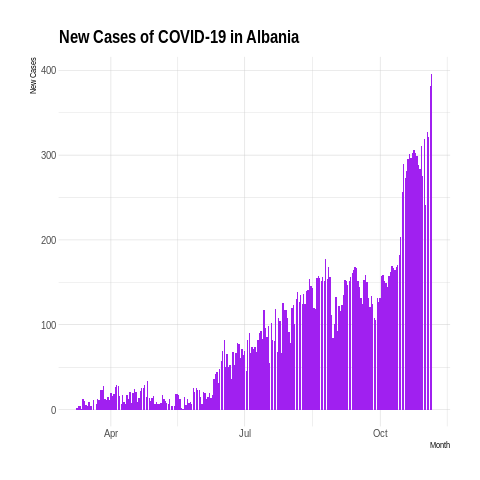 New Cases of COVID-19 in Albania
New Cases
400
300
200
100
0
Apr
Jul
Oct
Month